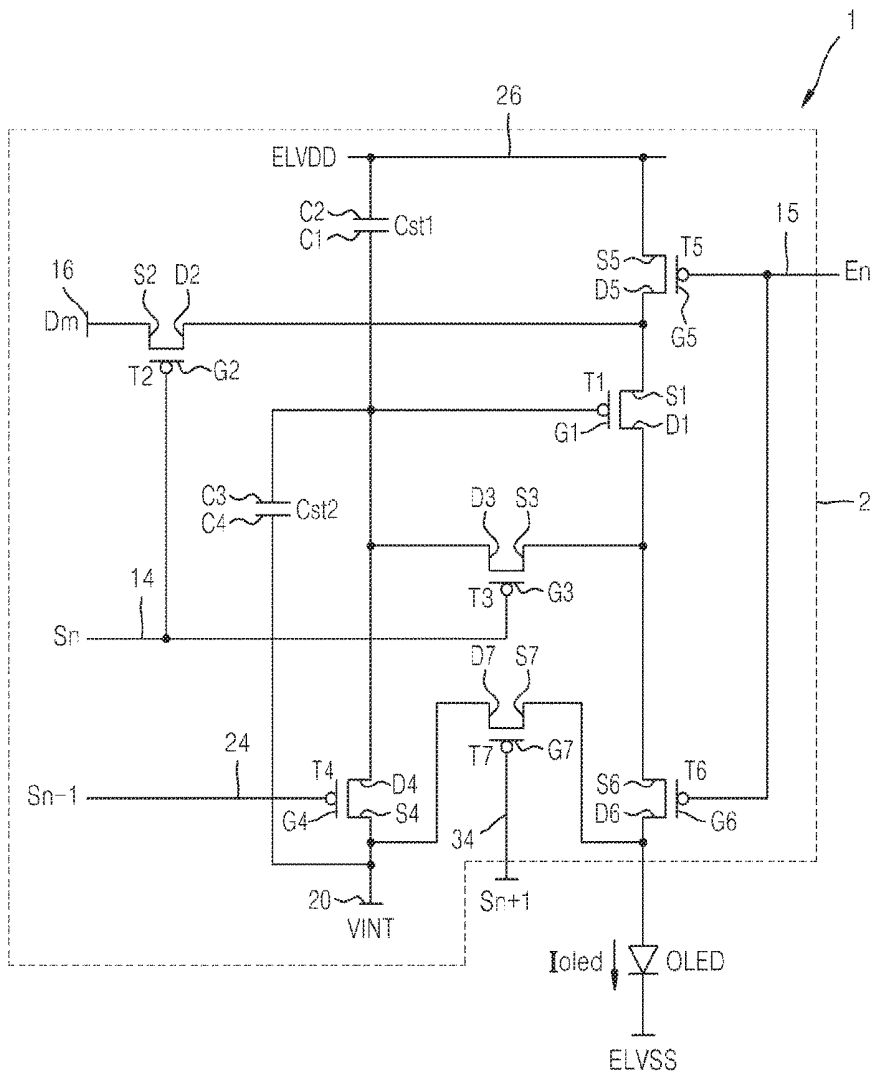 1
26
ELVDD
C2
C1
Cst1
15
T5
S5
D5
G5
En
16
S2
D2
Dm
T2
G2
T1
S1
G1
D1
C3
C4
Cst2
D3
S3
2
14
T3
G3
Sn
D7
S7
24
T4
T7
G7
T6
Sn-1
D4
G4
S4
S6
D6
G6
34
20
VINT
Sn+1
Ioled
OLED
ELVSS